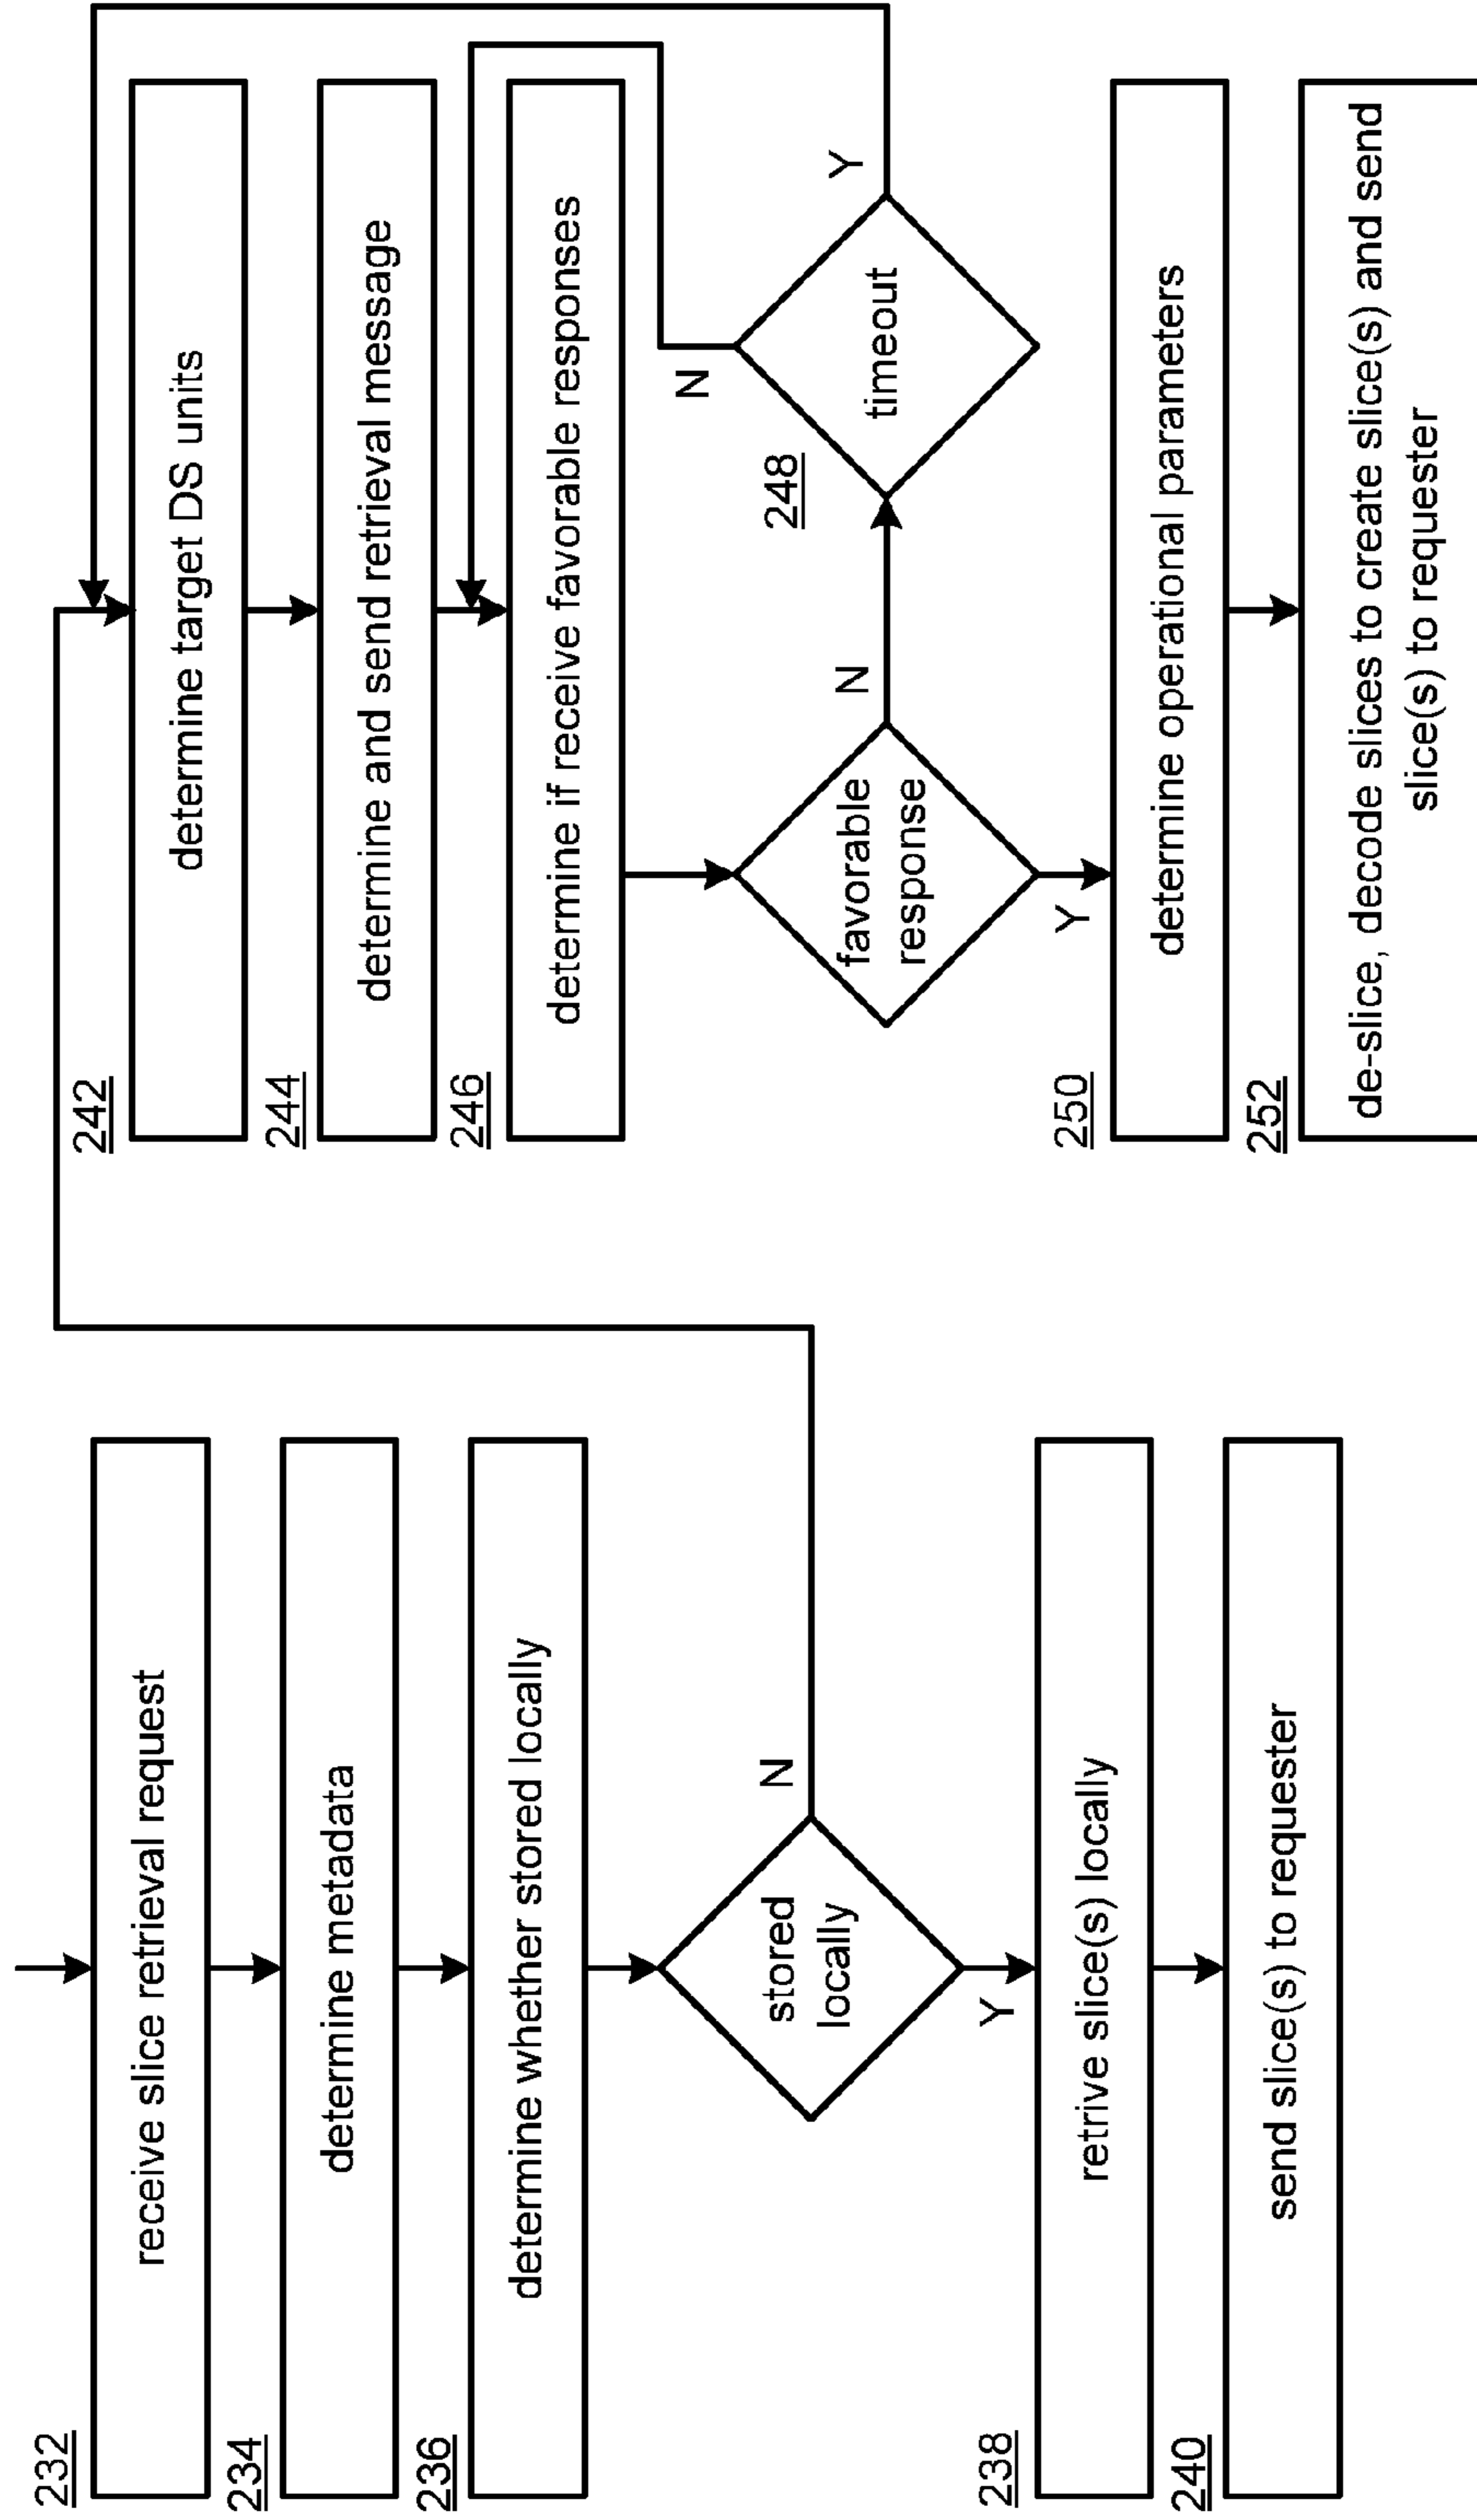 232
receive slice retrieval request
234
determine metadata
236
determine whether stored locally
stored
locally
N
Y
238
retrive slice(s) locally
240
send slice(s) to requester
242
determine target DS units
244
determine and send retrieval message
246
determine if receive favorable responses
favorable
response
N
Y
248
timeout
N
Y
250
determine operational parameters
252
de-slice, decode slices to create slice(s) and send
slice(s) to requester